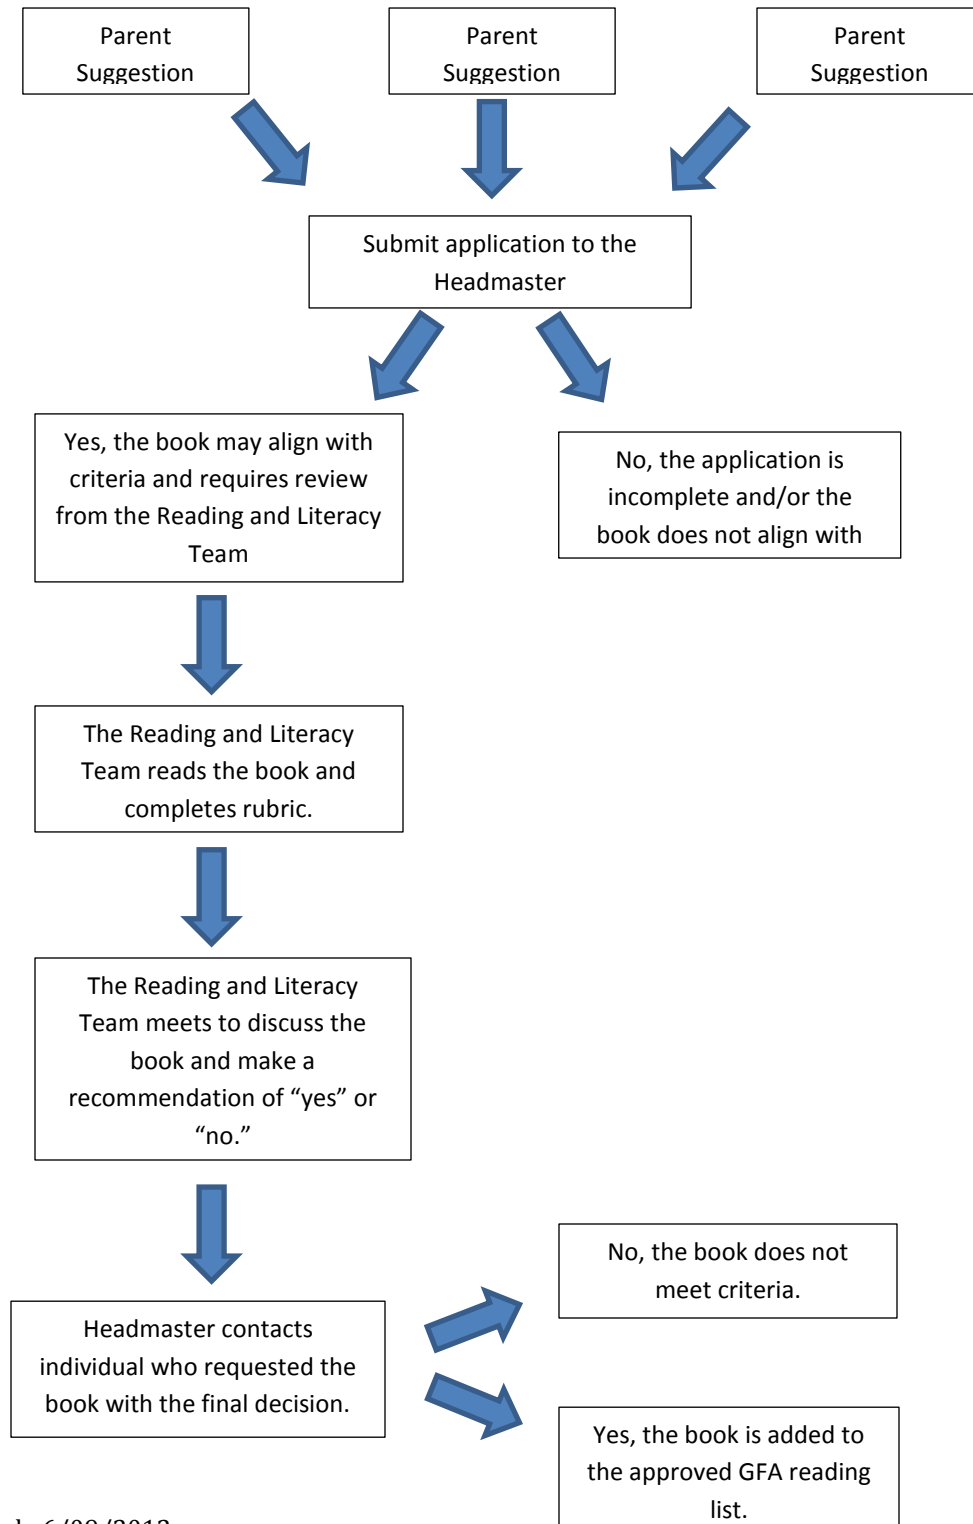 Parent
Suggestion
Parent
Suggestion
Parent
Suggestion
Submit application to the
Headmaster
Yes, the book may align with
criteria and requires review
from the Reading and Literacy
Team
No, the application is
incomplete and/or the
book does not align with
The Reading and Literacy
Team reads the book and
completes rubric.
The Reading and Literacy
Team meets to discuss the
book and make a
recommendation of “yes” or
“no.”
Headmaster contacts
individual who requested the
book with the final decision.
No, the book does not
meet criteria.
Yes, the book is added to
the approved GFA reading
list.